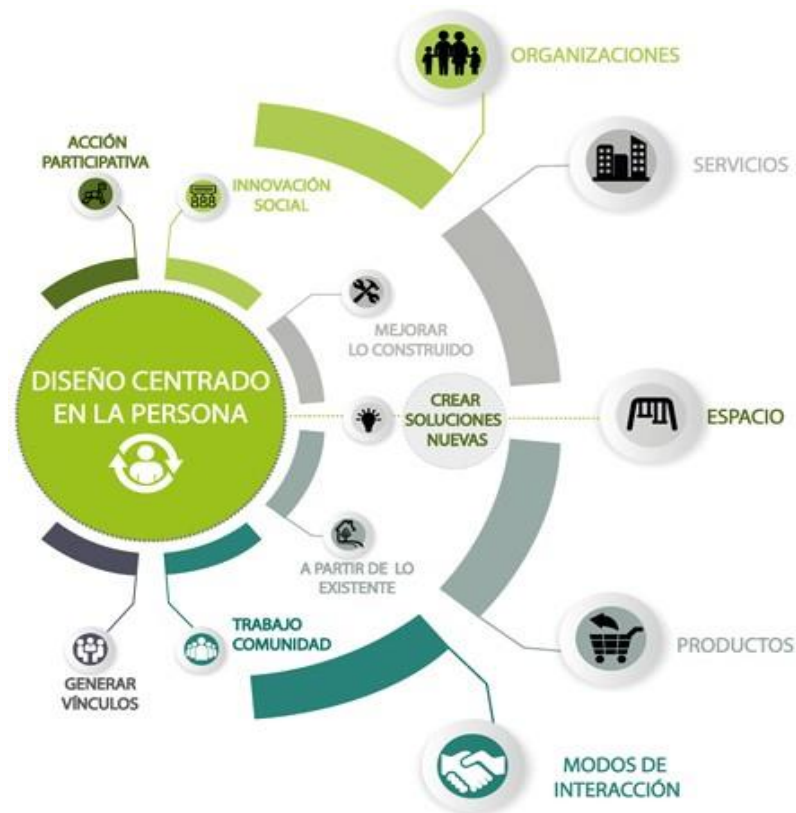 ORGANIZACIONES
ACCIÓN
PARTICIPATIVA
INNOVACIÓN
SOCIAL
SERVICIOS
MEJORAR
LO CONSTRUIDO
DISEÑO CENTRADO
EN LA PERSONA
CREAR
SOLUCIONES
NUEVAS
ESPACIO
A PARTIR DE LO
EXISTENTE
TRABAJO
COMUNIDAD
GENERAR
VÍNCULOS
PRODUCTOS
MODOS DE
INTERACCIÓN